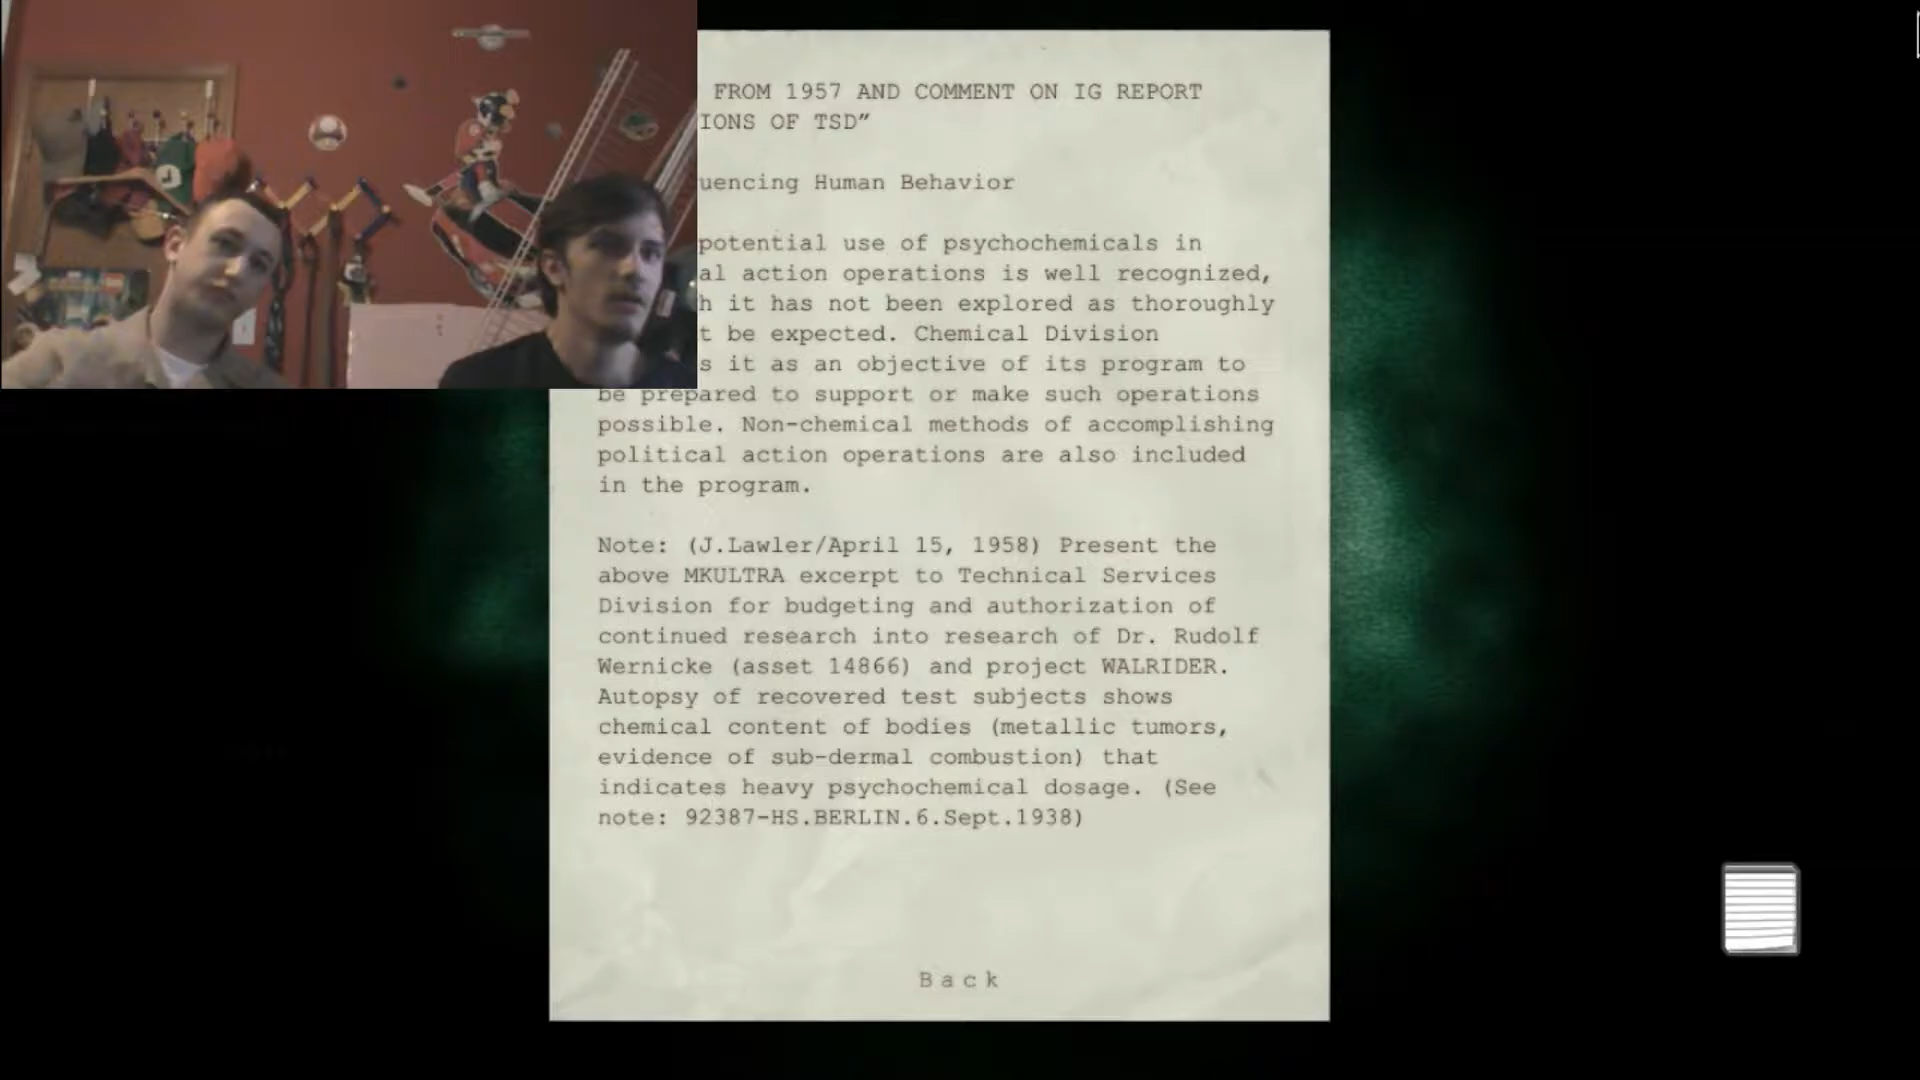 FROM 1957 AND COMMENT ON IG REPORT
IONS OF TSD”
uencing Human Behavior
potential use of psychochemicals in
al action operations is well recognized,
h it has not been explored as thoroughly
t be expected. Chemical Division
s it as an objective of its program to
be prepared to support or make such operations
possible. Non-chemical methods of accomplishing
political action operations are also included
in the program.
Note: (J.Lawler/April 15, 1958) Present the
above MKULTRA excerpt to Technical Services
Division for budgeting and authorization of
continued research into research of Dr. Rudolf
Wernicke (asset 14866) and project WALRIDER.
Autopsy of recovered test subjects shows
chemical content of bodies (metallic tumors,
evidence of sub-dermal combustion) that
indicates heavy psychochemical dosage. (See
note: 92387-HS.BERLIN.6.Sept.1938)
Back